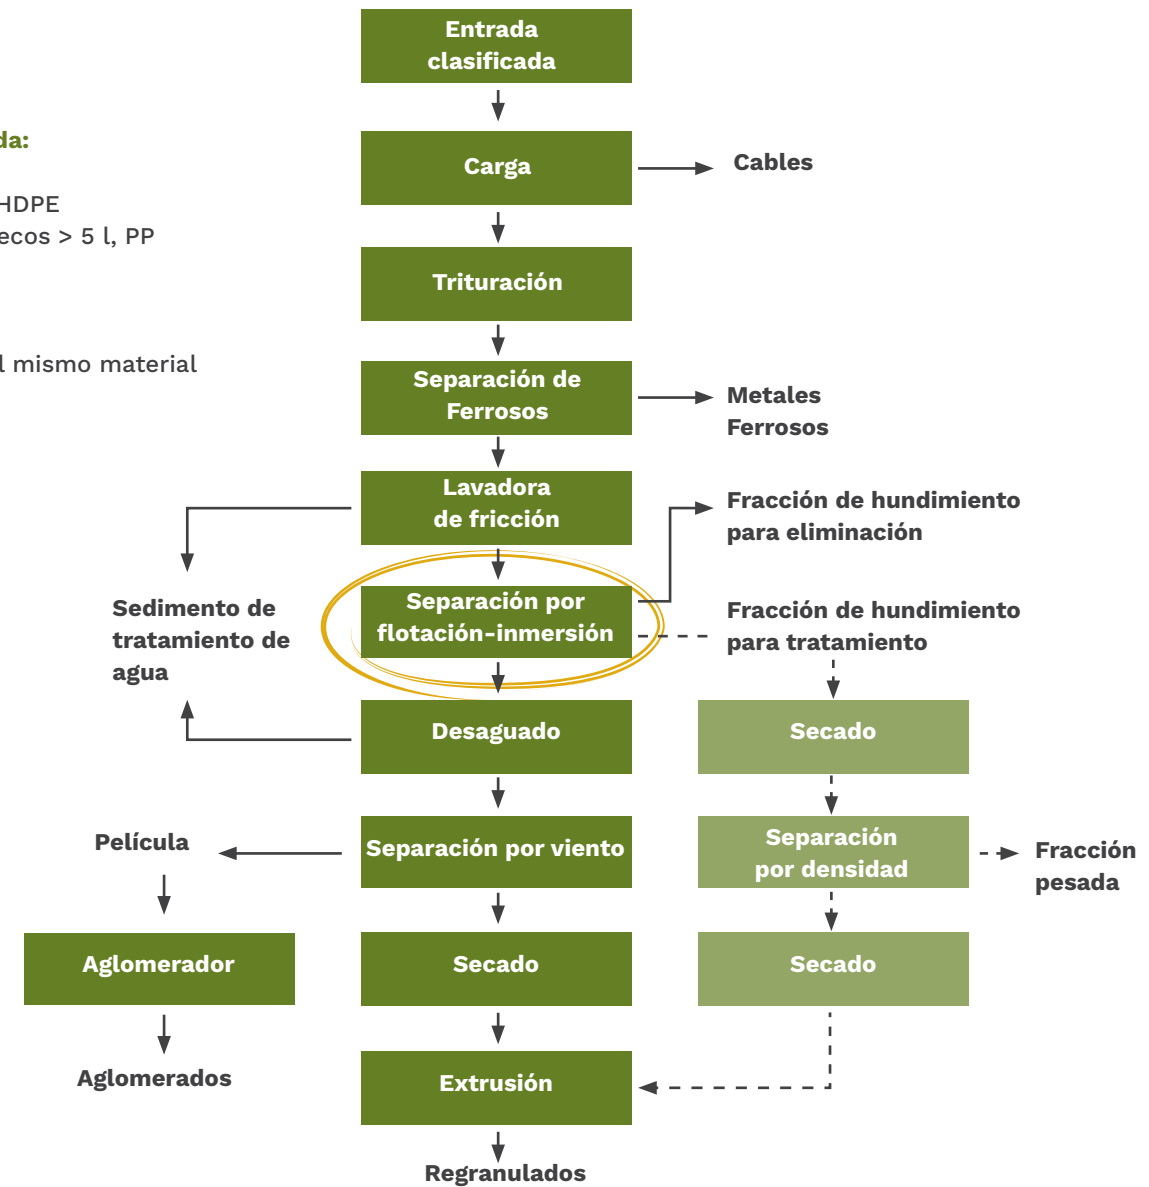 Entrada
clasificada
da:
HDPE
ecos > 5 l, PP
l mismo material
Carga
Cables
Trituración
Separación de
Ferrosos
Metales
Ferrosos
Lavadora
de fricción
Fracción de hundimiento
para eliminación
Separación por
flotación-inmersión
Fracción de hundimiento
para tratamiento
Sedimento de
tratamiento de
agua
Desaguado
Secado
Película
Separación por viento
Separación
por densidad
Fracción
pesada
Aglomerador
Secado
Secado
Aglomerados
Extrusión
Regranulados